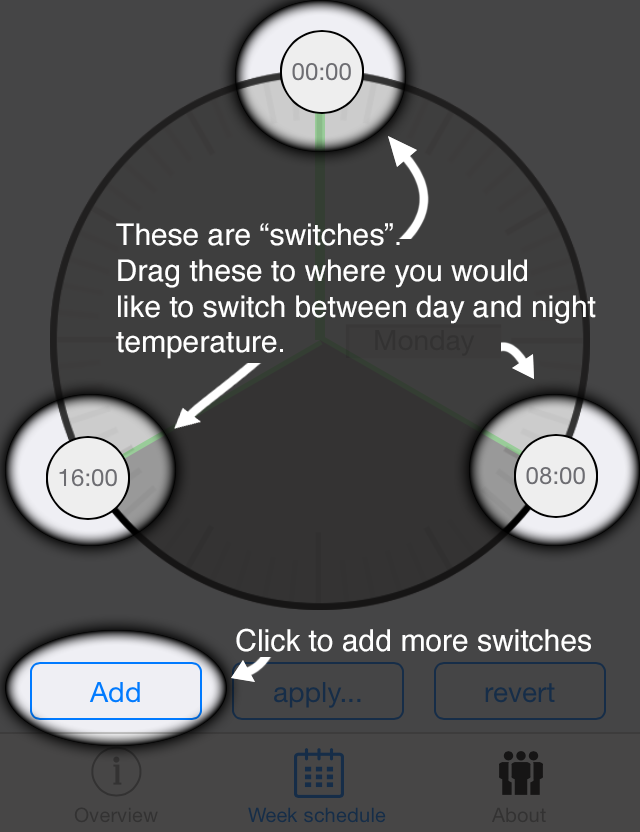 00:00
These are “switches”.
Drag these to where you would
like to switch between day and night
temperature.
Monday
16:00
08:00
Click to add more switches
Add
apply...
revert
Overview
Week schedule
About